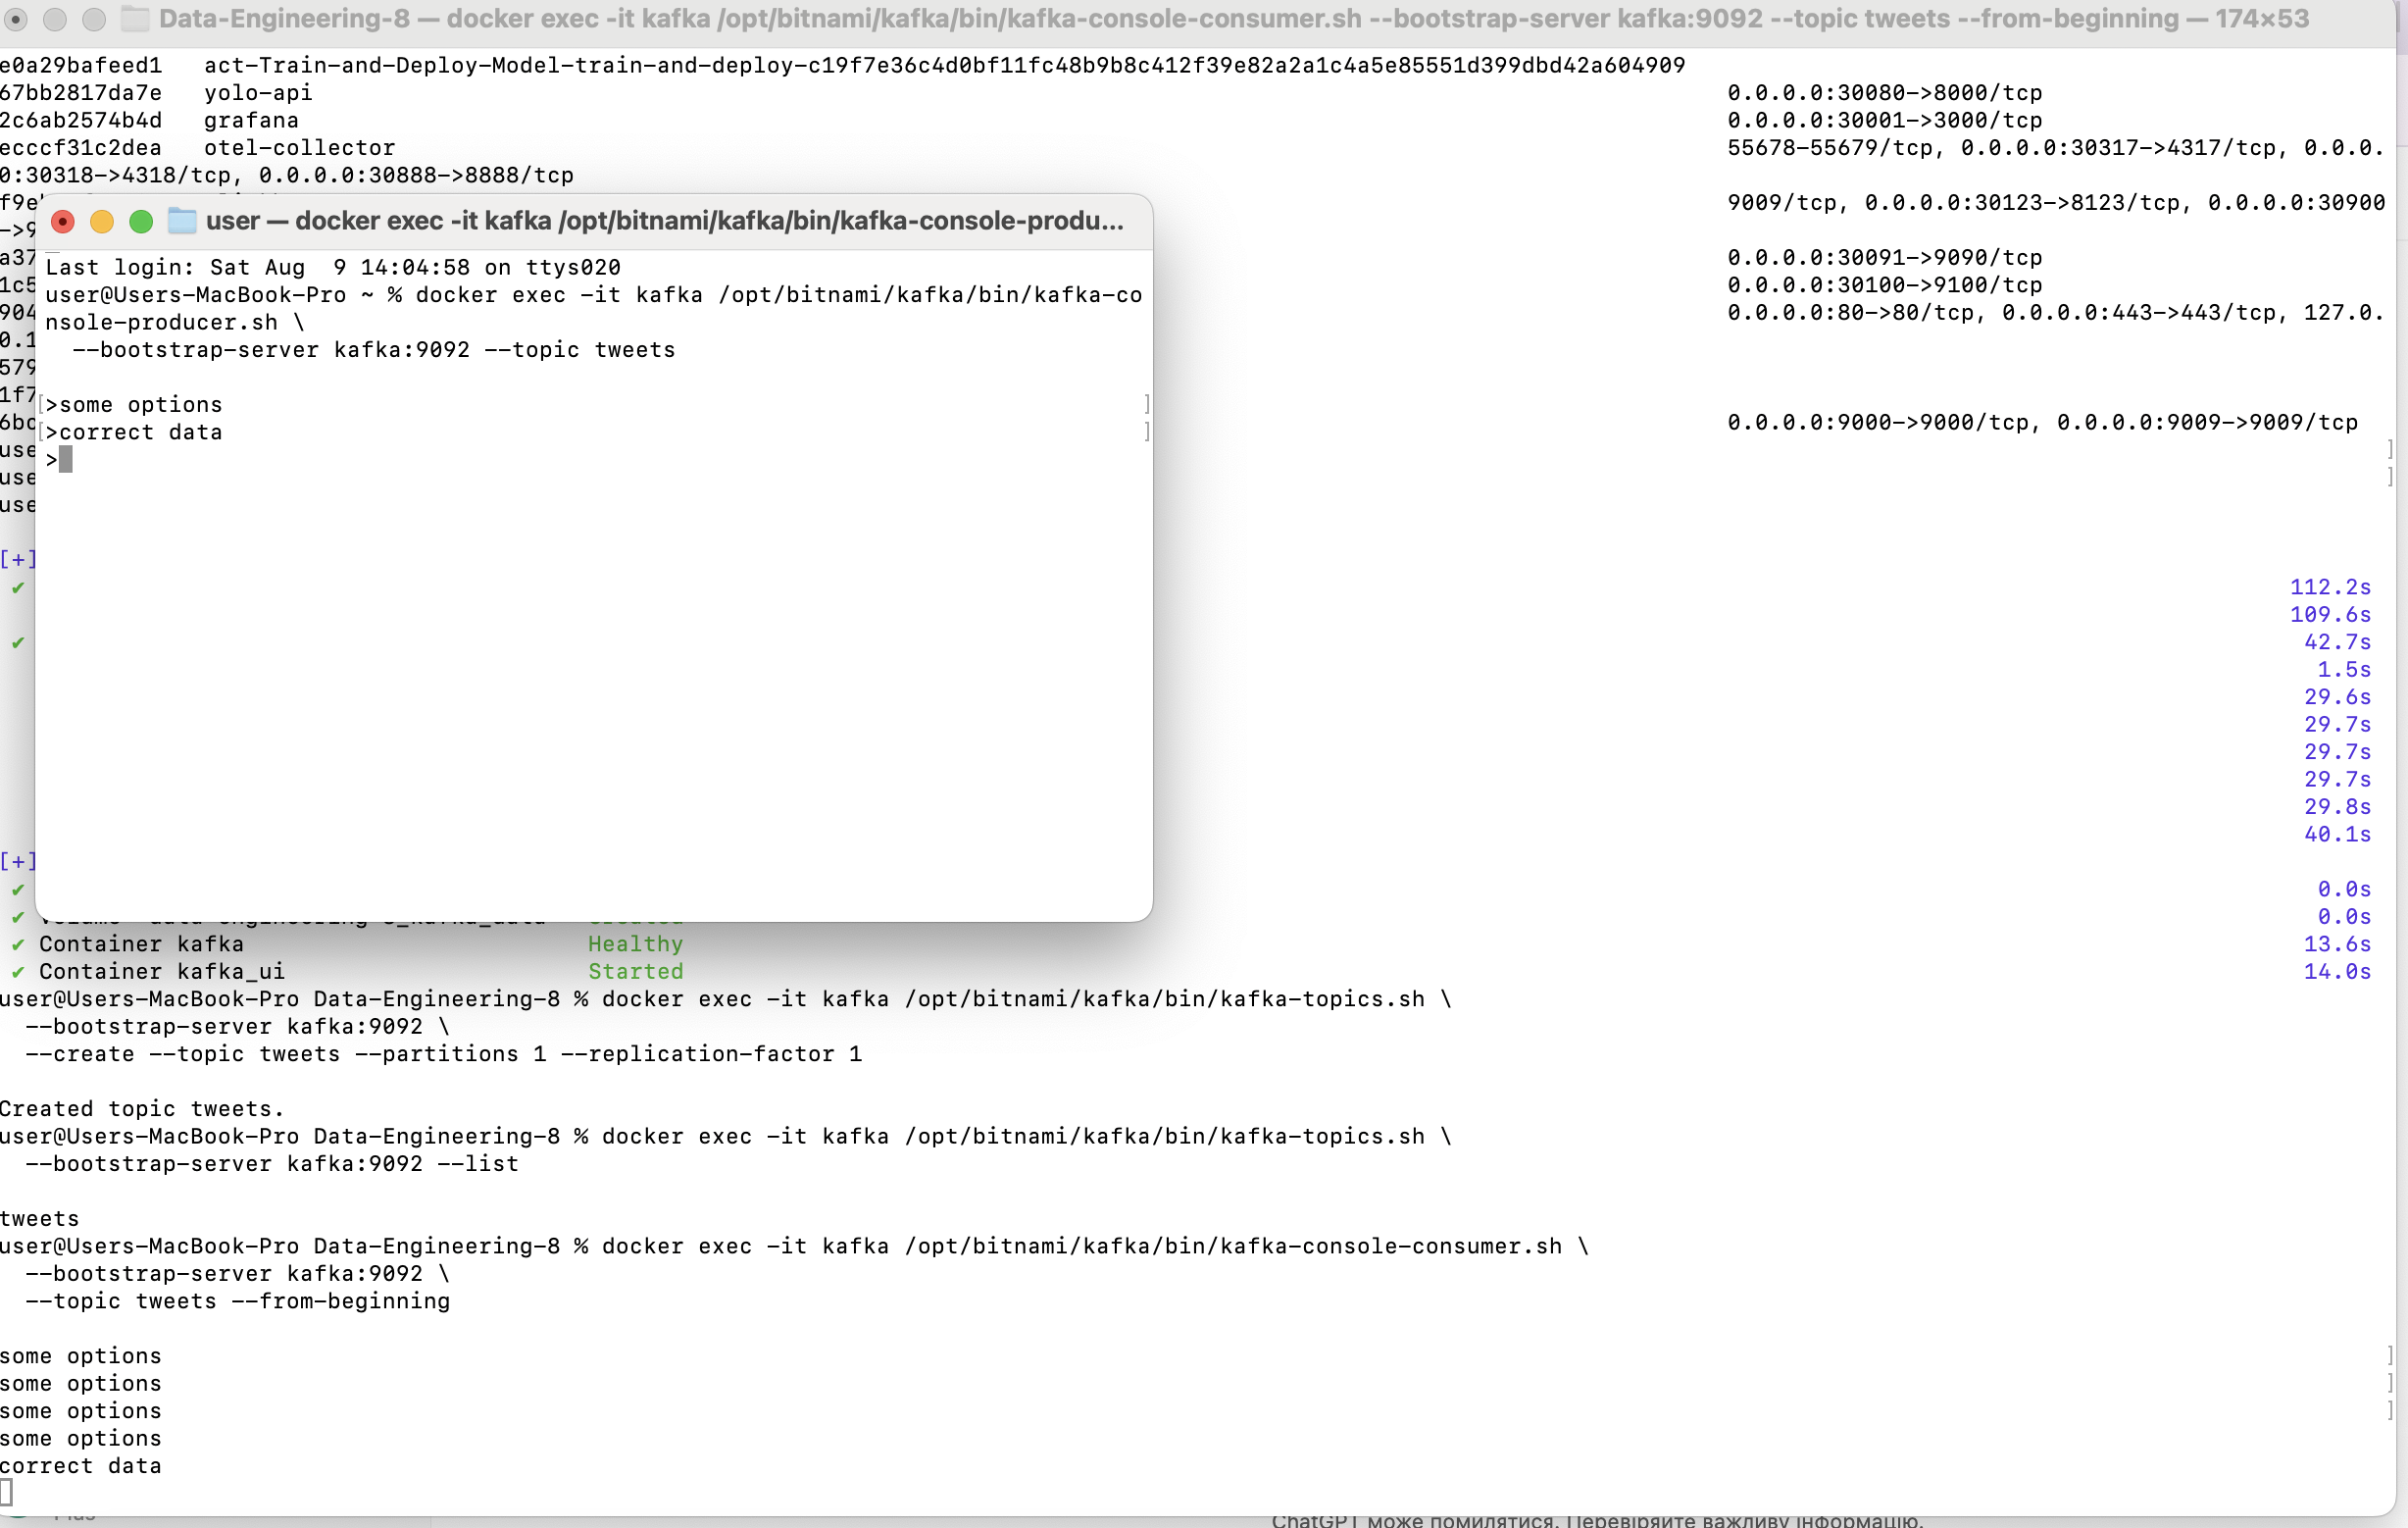 Data-Engineering-8 — docker exec -it kafka /opt/bitnami/kafka/bin/kafka-console-consumer.sh --bootstrap-server kafka:9092 --topic tweets --from-beginning — 174×53
e0a29bafeed1   act-Train-and-Deploy-Model-train-and-deploy-c19f7e36c4d0bf11fc48b9b8c412f39e82a2a1c4a5e85551d399dbd42a604909
67bb2817da7e   yolo-api   0.0.0.0:30080->8000/tcp
2c6ab2574b4d   grafana   0.0.0.0:30001->3000/tcp
ecccf31c2dea   otel-collector   55678-55679/tcp, 0.0.0.0:30317->4317/tcp, 0.0.0.
0:30318->4318/tcp, 0.0.0.0:30888->8888/tcp
9009/tcp, 0.0.0.0:30123->8123/tcp, 0.0.0.0:30900
->9
a37   0.0.0.0:30091->9090/tcp
1c5   0.0.0.0:30100->9100/tcp
904   0.0.0.0:80->80/tcp, 0.0.0.0:443->443/tcp, 127.0.
0.1
579
1f7
6bc   0.0.0.0:9000->9000/tcp, 0.0.0.0:9009->9009/tcp
use   ]
use   ]
use
[+]
✔   112.2s
109.6s
✔   42.7s
1.5s
29.6s
29.7s
29.7s
29.7s
29.8s
40.1s
[+]
✔   0.0s
✔   0.0s
✔ Container kafka   Healthy   13.6s
✔ Container kafka_ui   Started   14.0s
user@Users-MacBook-Pro Data-Engineering-8 % docker exec -it kafka /opt/bitnami/kafka/bin/kafka-topics.sh \
--bootstrap-server kafka:9092 \
--create --topic tweets --partitions 1 --replication-factor 1
Created topic tweets.
user@Users-MacBook-Pro Data-Engineering-8 % docker exec -it kafka /opt/bitnami/kafka/bin/kafka-topics.sh \
--bootstrap-server kafka:9092 --list
tweets
user@Users-MacBook-Pro Data-Engineering-8 % docker exec -it kafka /opt/bitnami/kafka/bin/kafka-console-consumer.sh \
--bootstrap-server kafka:9092 \
--topic tweets --from-beginning
some options   ]
some options   ]
some options   ]
some options
correct data
user — docker exec -it kafka /opt/bitnami/kafka/bin/kafka-console-produ...
Last login: Sat Aug  9 14:04:58 on ttys020
user@Users-MacBook-Pro ~ % docker exec -it kafka /opt/bitnami/kafka/bin/kafka-co
nsole-producer.sh \
--bootstrap-server kafka:9092 --topic tweets
[>some options   ]
[>correct data   ]
>
ChatGPT може помилятися. Перевіряйте важливу інформацію.